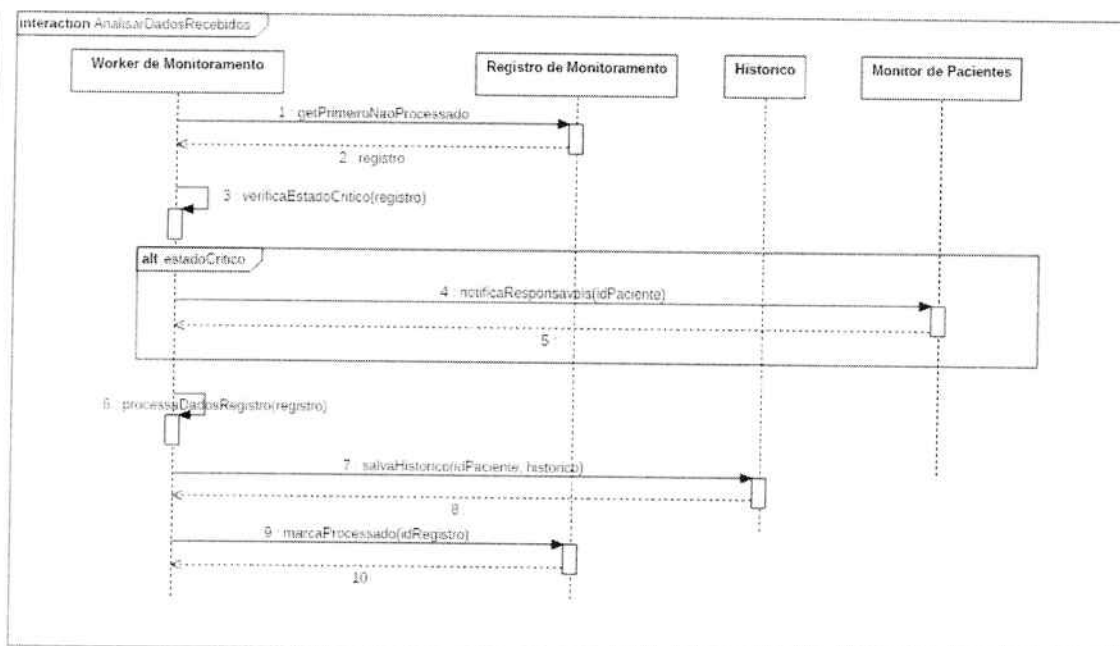 interaction AnalisarDadosRecebidos
Worker de Monitoramento
Registro de Monitoramento
Historico
Monitor de Pacientes
1 : getPrimeiroNaoProcessado
2 : registro
3 : verificaEstadoCritico(registro)
alt estadoCritico
4 : notificaResponsaveis(idPaciente)
5 :
6 : processaDadosRegistro(registro)
7 : salvaHistorico(idPaciente, historico)
8
9 : marcaProcessado(idRegistro)
10